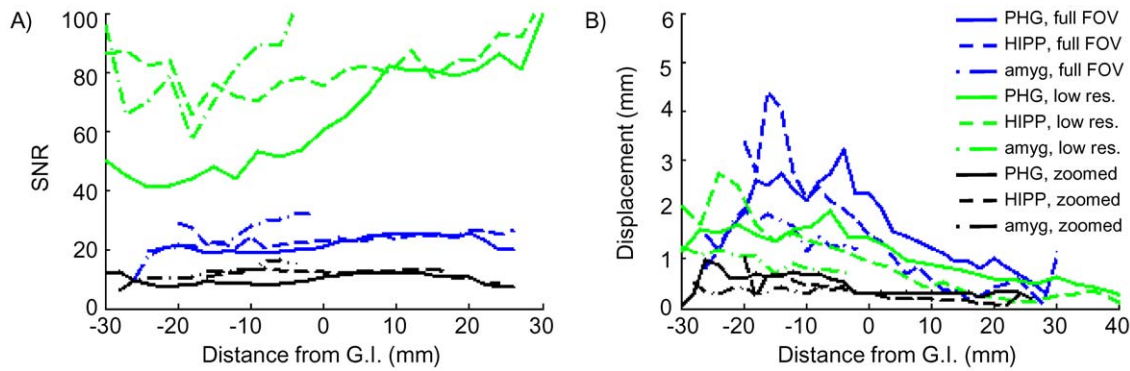 A)
100
80
60
40
20
0
SNR
-30 -20 -10 0 10 20 30
Distance from G.I. (mm)
B)
6
5
4
3
2
1
0
Displacement (mm)
-30 -20 -10 0 10 20 30 40
Distance from G.I. (mm)
PHG, full FOV
HIPP, full FOV
amyg, full FOV
PHG, low res.
HIPP, low res.
amyg, low res.
PHG, zoomed
HIPP, zoomed
amyg, zoomed